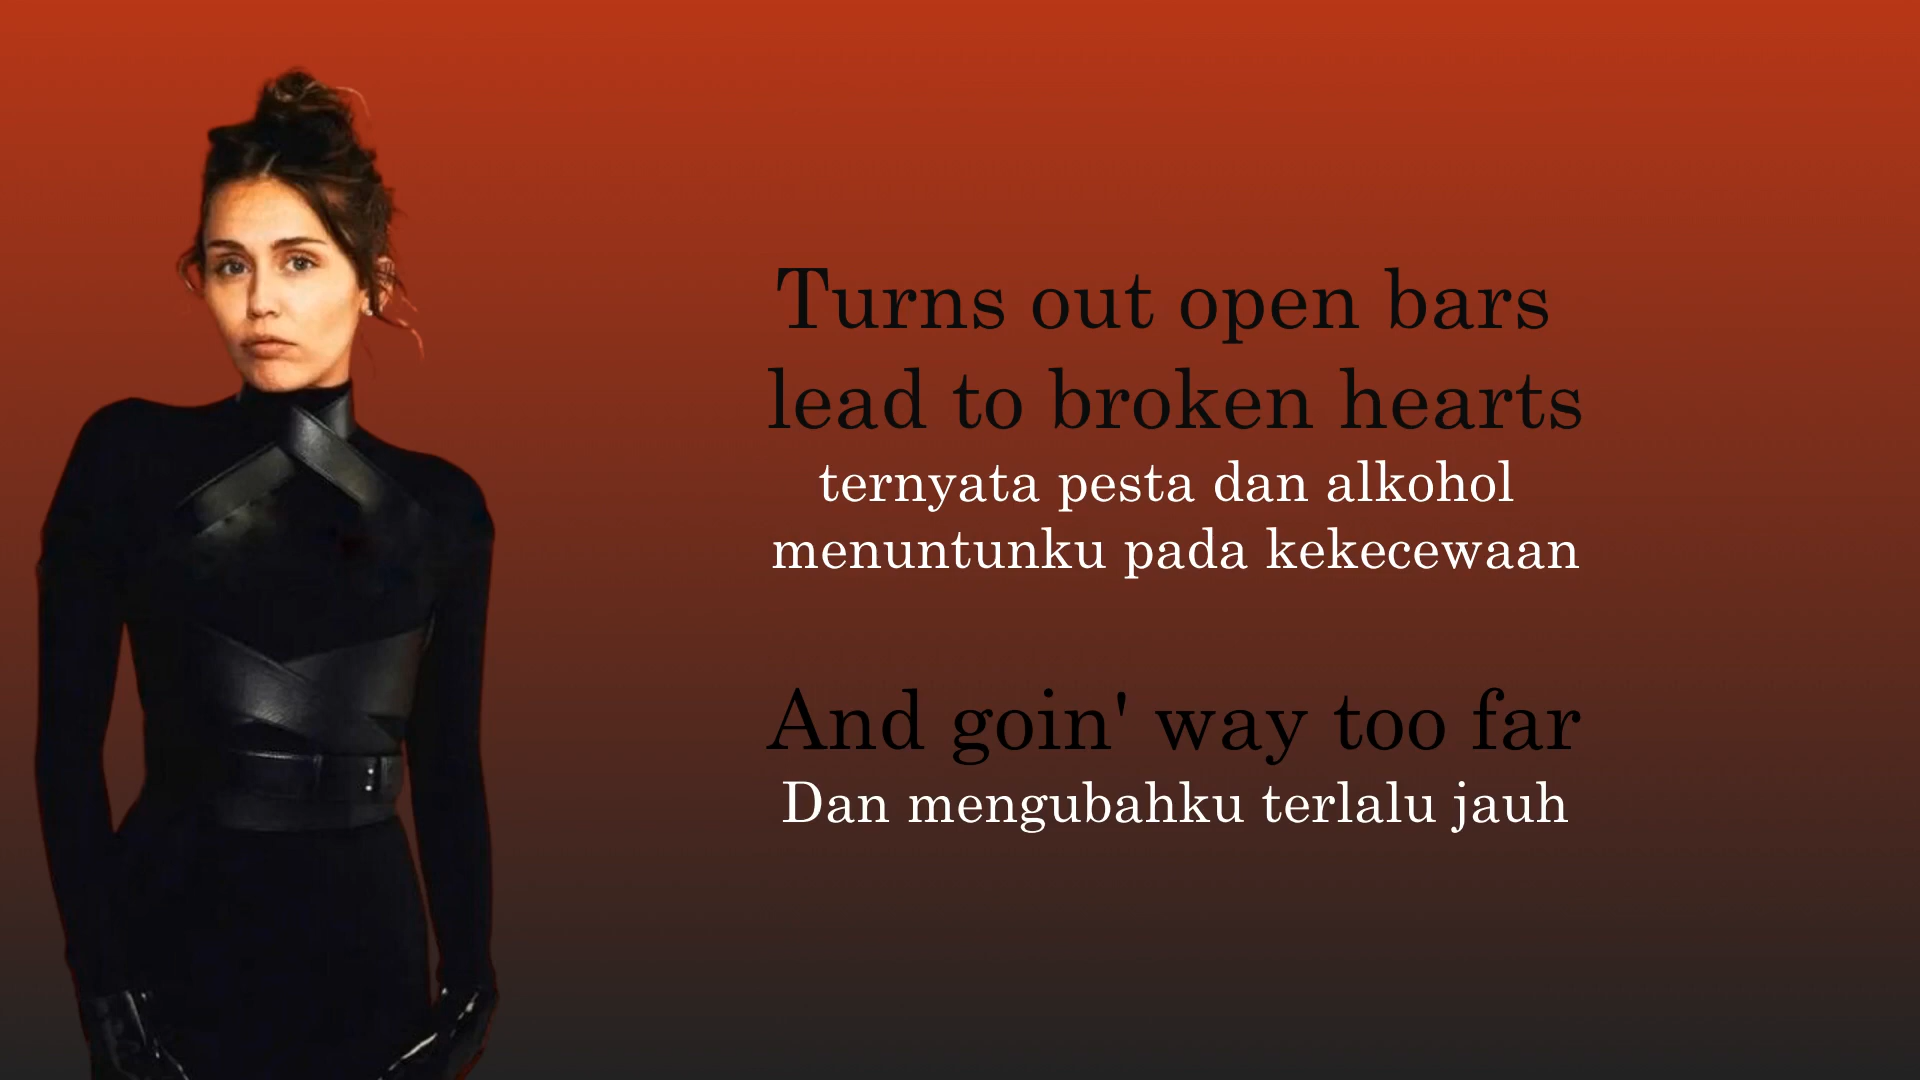 Turns out open bars
lead to broken hearts
ternyata pesta dan alkohol
menuntunku pada kekecewaan
And goin' way too far
Dan mengubahku terlalu jauh